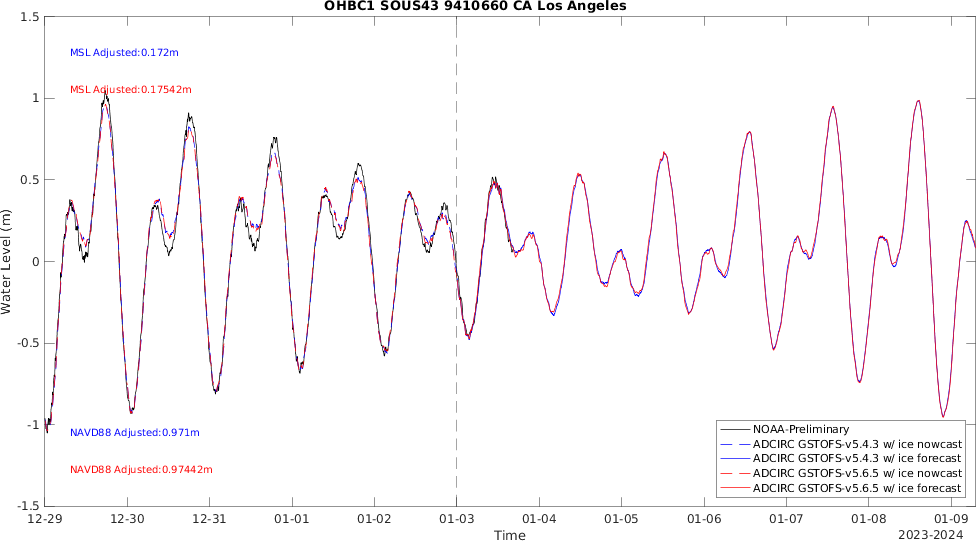 OHBC1 SOUS43 9410660 CA Los Angeles
1.5
MSL Adjusted:0.172m
MSL Adjusted:0.17542m
1
0.5
Water Level (m)
0
-0.5
-1
NAVD88 Adjusted:0.971m
NAVD88 Adjusted:0.97442m
NOAA-Preliminary
ADCIRC GSTOFS-v5.4.3 w/ ice nowcast
ADCIRC GSTOFS-v5.4.3 w/ ice forecast
ADCIRC GSTOFS-v5.6.5 w/ ice nowcast
ADCIRC GSTOFS-v5.6.5 w/ ice forecast
-1.5
12-29 12-30 12-31 01-01 01-02 01-03 01-04 01-05 01-06 01-07 01-08 01-09
Time
2023-2024